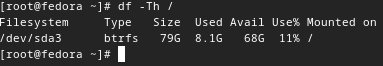 [root@fedora ~]# df -Th /
Filesystem     Type   Size  Used Avail Use% Mounted on
/dev/sda3      btrfs   79G  8.1G   68G  11% /
[root@fedora ~]#